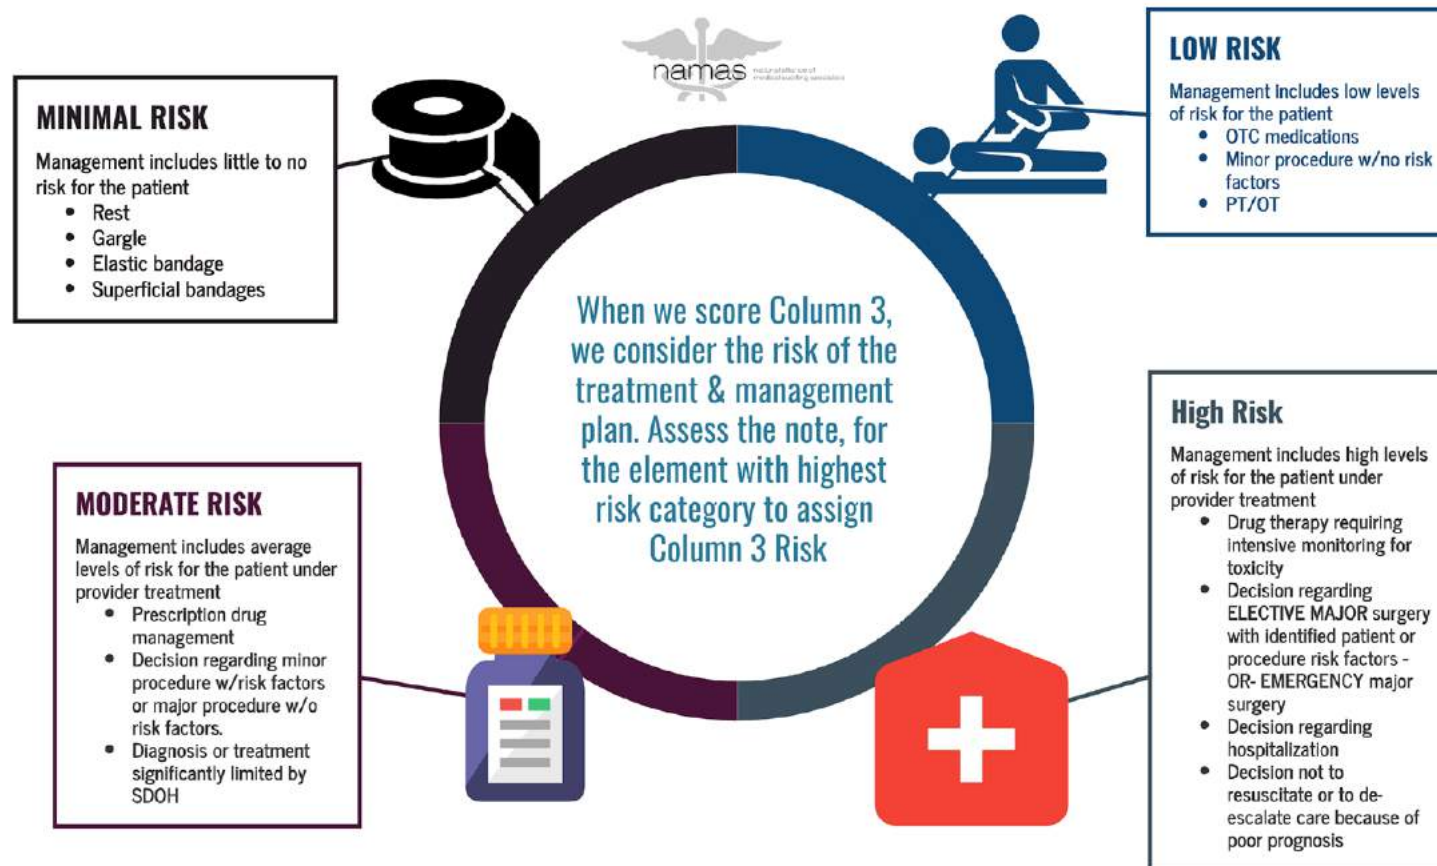 namas
MINIMAL RISK
Management includes little to no
risk for the patient
• Rest
• Gargle
• Elastic bandage
• Superficial bandages
LOW RISK
Management includes low levels
of risk for the patient
• OTC medications
• Minor procedure w/no risk
factors
• PT/OT
When we score Column 3,
we consider the risk of the
treatment & management
plan. Assess the note, for
the element with highest
risk category to assign
Column 3 Risk
MODERATE RISK
Management includes average
levels of risk for the patient under
provider treatment
• Prescription drug
management
• Decision regarding minor
procedure w/risk factors
or major procedure w/o
risk factors.
• Diagnosis or treatment
significantly limited by
SDOH
High Risk
Management includes high levels
of risk for the patient under
provider treatment
• Drug therapy requiring
intensive monitoring for
toxicity
• Decision regarding
ELECTIVE MAJOR surgery
with identified patient or
procedure risk factors -
OR- EMERGENCY major
surgery
• Decision regarding
hospitalization
• Decision not to
resuscitate or to de-
escalate care because of
poor prognosis